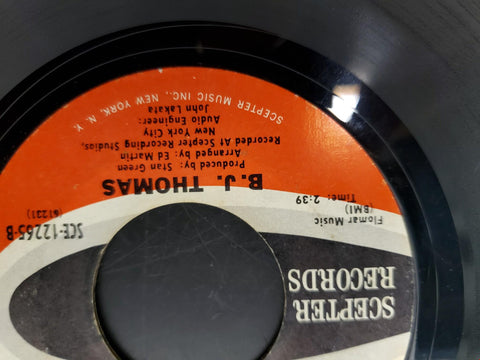 SCEPTER
RECORDS
Flomar Music
(BMI)
Time: 2:39
SCE-12265-B
(61231)
B.J. THOMAS
Produced by: Stan Green
Arranged by: Ed Martin
Recorded At Scepter Recording Studios,
New York City
Audio Engineer:
John Lakata
SCEPTER MUSIC INC., NEW YORK, N. Y.